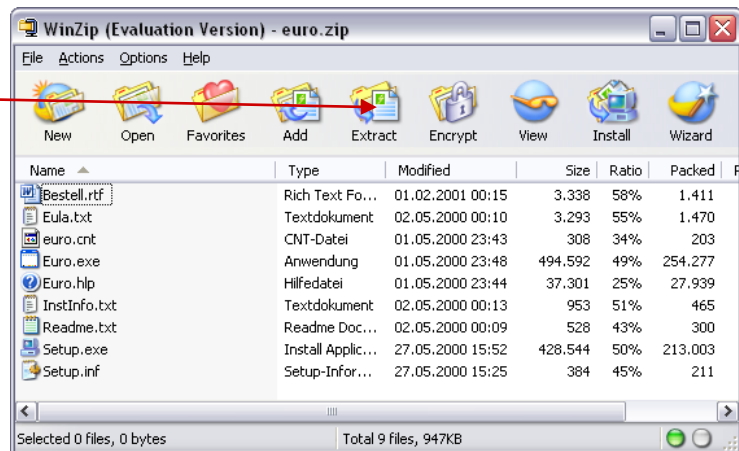 WinZip (Evaluation Version) - euro.zip
File Actions Options Help
New Open Favorites Add Extract Encrypt View Install Wizard
Name Type Modified Size Ratio Packed
Bestell.rtf Rich Text Fo... 01.02.2001 00:15 3.338 58% 1.411
Eula.txt Textdokument 02.05.2000 00:10 3.293 55% 1.470
euro.cnt CNT-Datei 01.05.2000 23:43 308 34% 203
Euro.exe Anwendung 01.05.2000 23:48 494.592 49% 254.277
Euro.hlp Hilfedatei 01.05.2000 23:44 37.301 25% 27.939
InstInfo.txt Textdokument 02.05.2000 00:13 953 51% 465
Readme.txt Readme Doc... 02.05.2000 00:09 528 43% 300
Setup.exe Install Applic... 27.05.2000 15:52 428.544 50% 213.003
Setup.inf Setup-Infor... 27.05.2000 15:25 384 45% 211
Selected 0 files, 0 bytes Total 9 files, 947KB